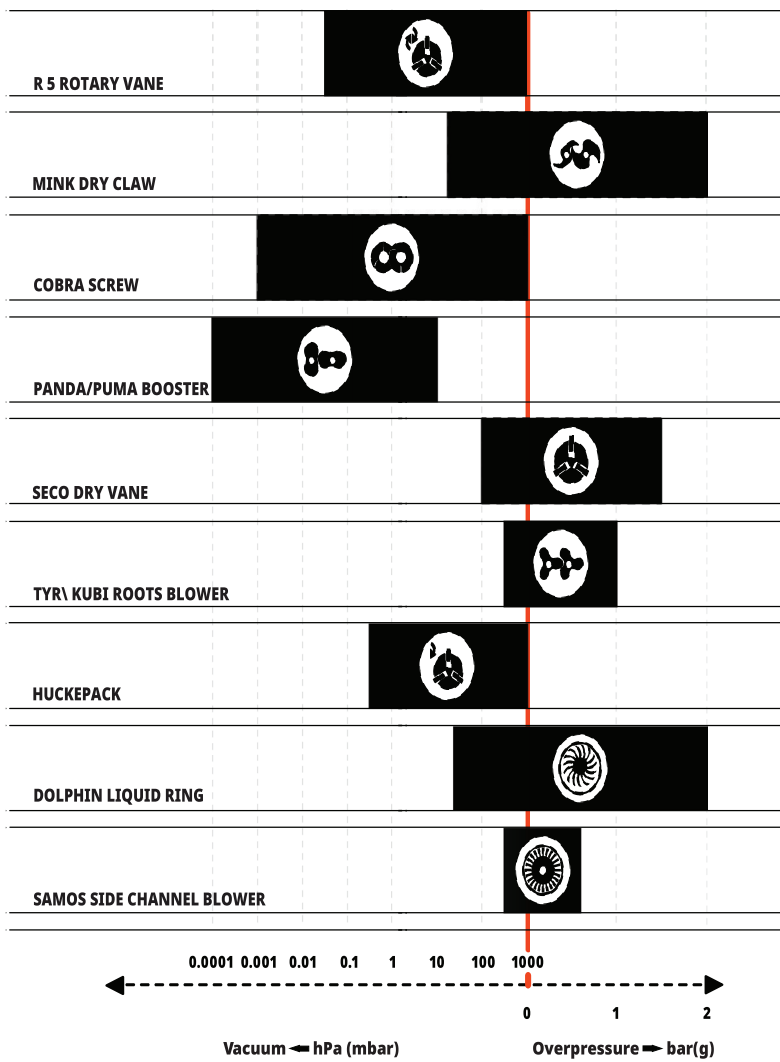 R 5 ROTARY VANE
MINK DRY CLAW
COBRA SCREW
PANDA/PUMA BOOSTER
SECO DRY VANE
TYR\ KUBI ROOTS BLOWER
HUCKEPACK
DOLPHIN LIQUID RING
SAMOS SIDE CHANNEL BLOWER
0.0001 0.001 0.01 0.1 1 10 100 1000
0 1 2
Vacuum hPa (mbar) Overpressure bar(g)